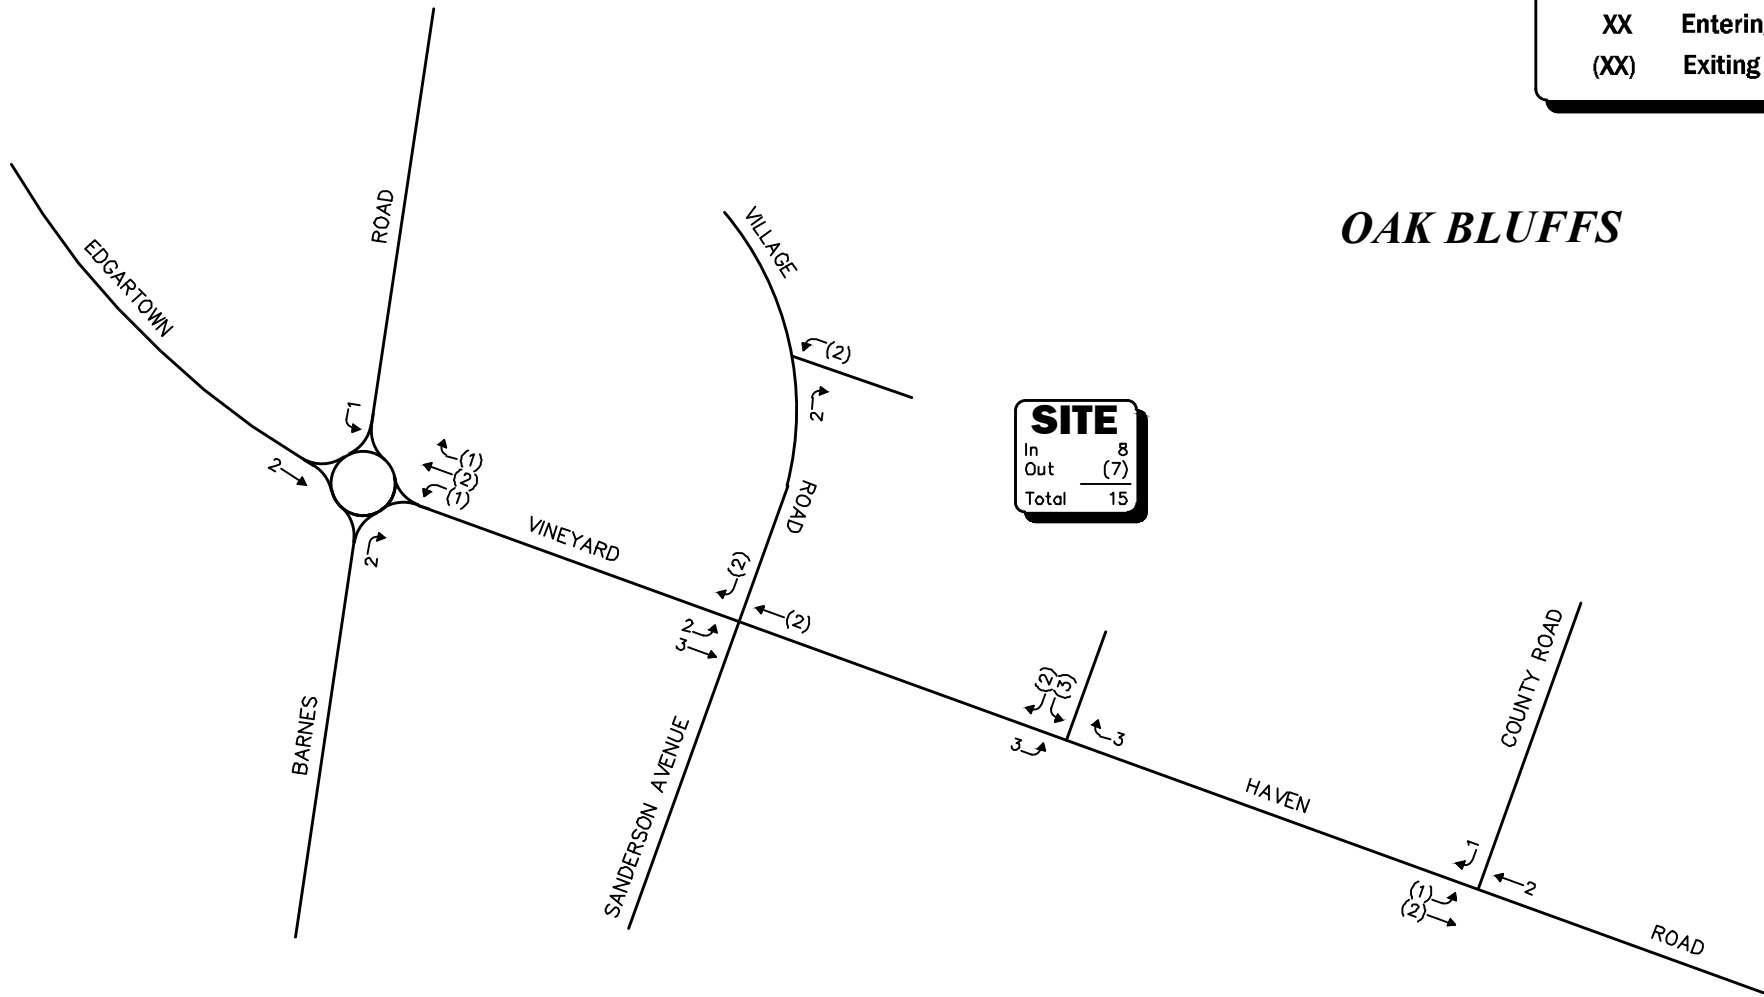 XX Enterin
(XX) Exiting
OAK BLUFFS
ROAD
EDGARTOWN
VILLAGE
(2)
2
SITE
In 8
Out (7)
Total 15
1
2
(1)
(2)
(1)
2
VINEYARD
ROAD
(2)
(2)
2
3
BARNES
SANDERSON AVENUE
(2)
(3)
3
3
COUNTY ROAD
HAVEN
1
2
(1)
(2)
ROAD